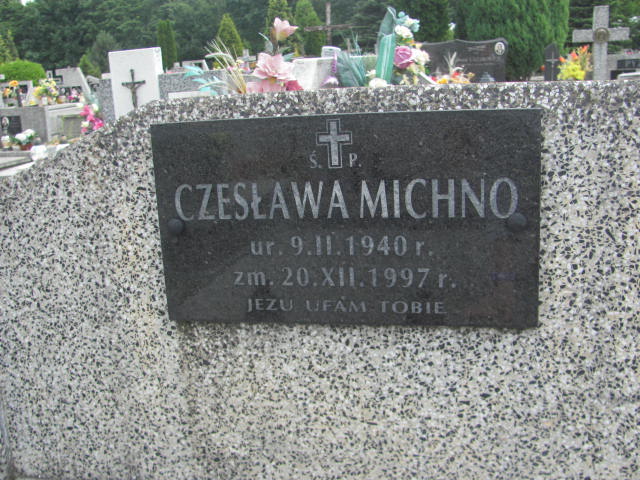 Ś. P.
CZESŁAWA MICHNO
ur. 9.II.1940 r.
zm. 20.XII.1997 r.
JEZU UFAM TOBIE